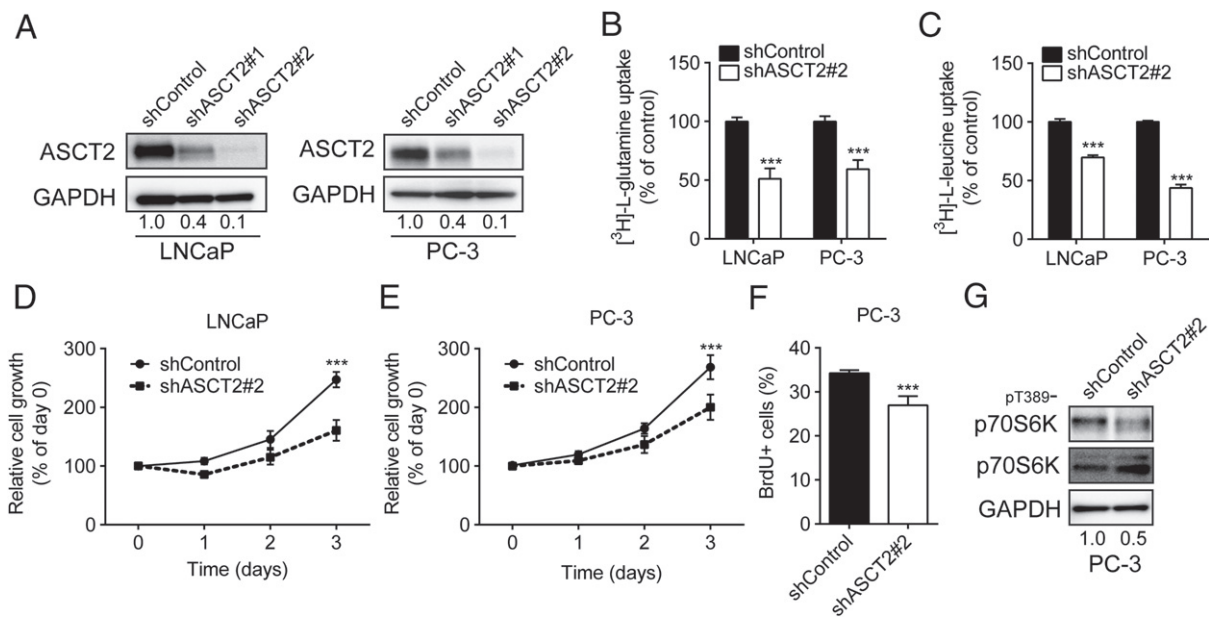 A
shControl
shASCT2#1
shASCT2#2
ASCT2
GAPDH
1.0 0.4 0.1
LNCaP
shControl
shASCT2#1
shASCT2#2
ASCT2
GAPDH
1.0 0.4 0.1
PC-3
B
shControl
shASCT2#2
[³H]-L-glutamine uptake
(% of control)
150
100
50
0
***
***
LNCaP PC-3
C
shControl
shASCT2#2
[³H]-L-leucine uptake
(% of control)
150
100
50
0
***
***
LNCaP PC-3
D
LNCaP
shControl
shASCT2#2
Relative cell growth
(% of day 0)
300
200
100
0
***
0 1 2 3
Time (days)
E
PC-3
shControl
shASCT2#2
Relative cell growth
(% of day 0)
300
200
100
0
***
0 1 2 3
Time (days)
F
PC-3
BrdU+ cells (%)
40
30
20
10
0
***
shControl
shASCT2#2
G
shControl
shASCT2#2
pT389-
p70S6K
p70S6K
GAPDH
1.0 0.5
PC-3